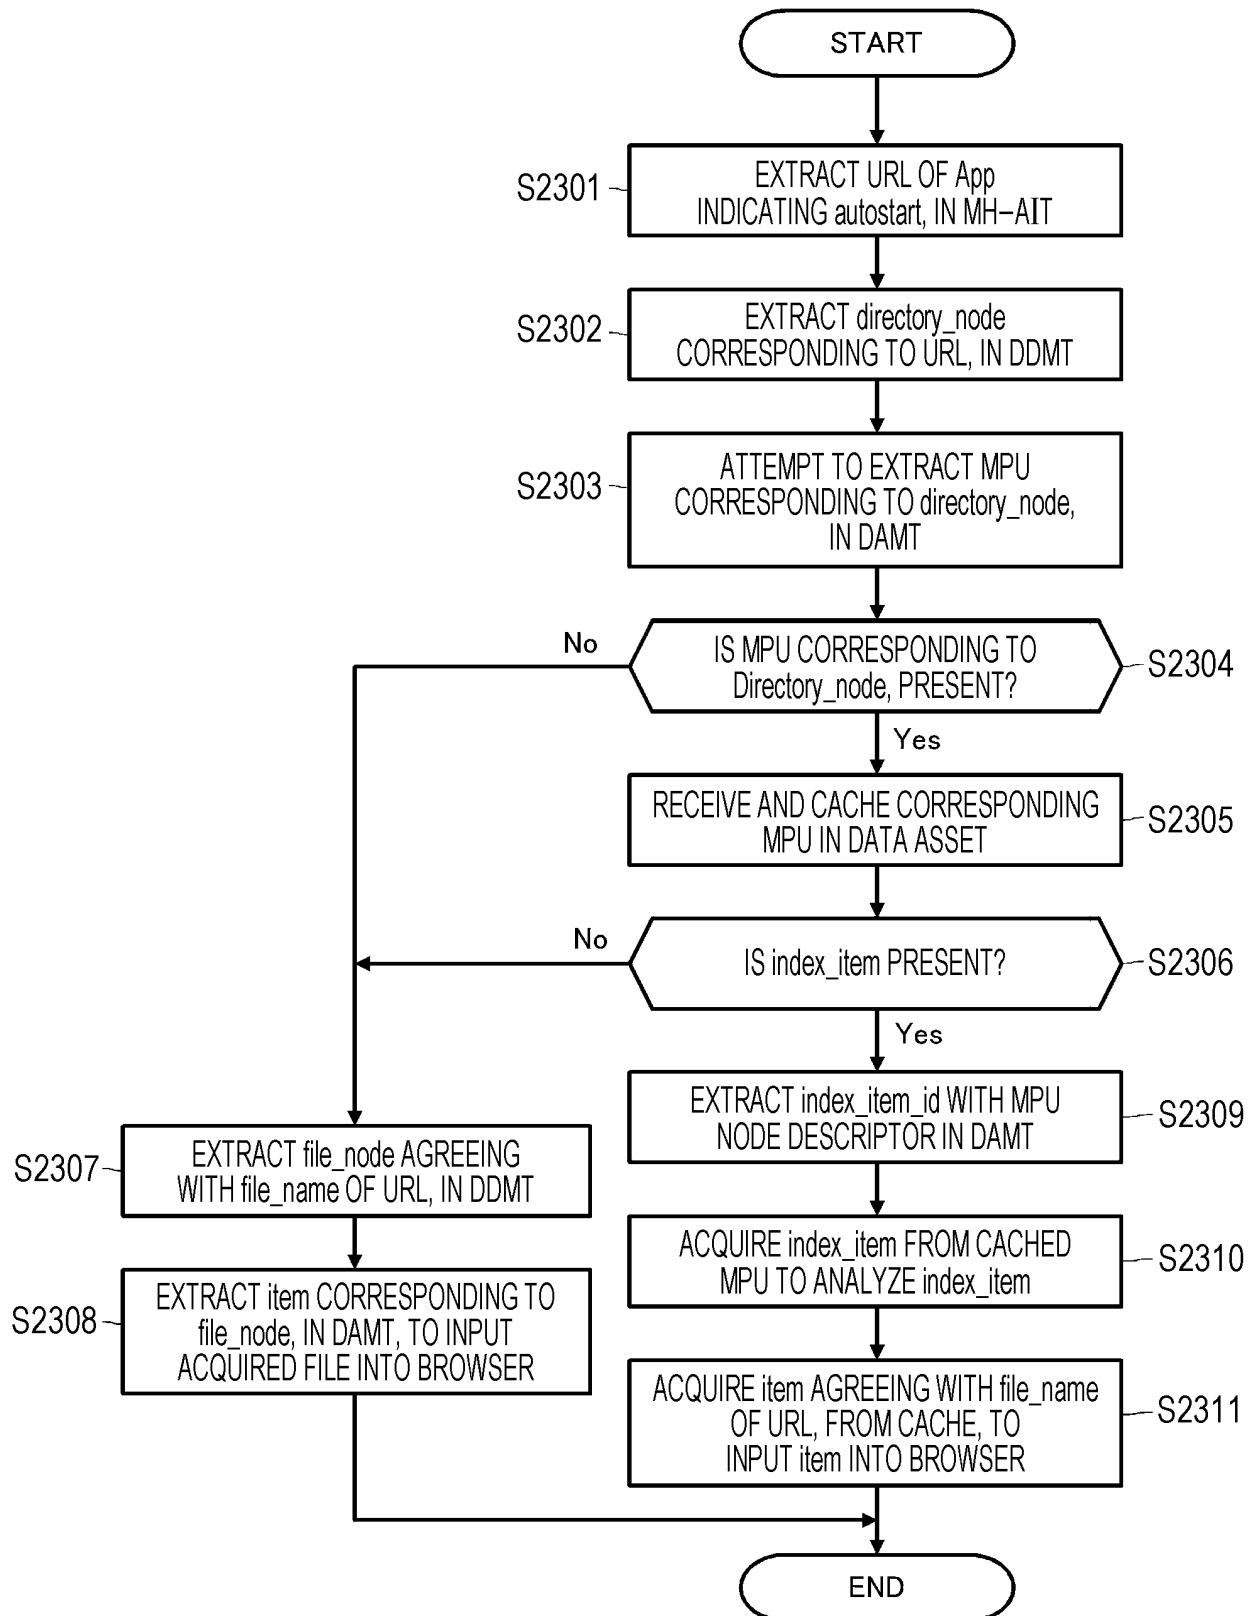 START
S2301
EXTRACT URL OF App
INDICATING autostart, IN MH-AIT
S2302
EXTRACT directory_node
CORRESPONDING TO URL, IN DDMT
S2303
ATTEMPT TO EXTRACT MPU
CORRESPONDING TO directory_node,
IN DAMT
No
IS MPU CORRESPONDING TO
Directory_node, PRESENT?
S2304
Yes
RECEIVE AND CACHE CORRESPONDING
MPU IN DATA ASSET
S2305
No
IS index_item PRESENT?
S2306
Yes
S2307
EXTRACT file_node AGREEING
WITH file_name OF URL, IN DDMT
S2308
EXTRACT item CORRESPONDING TO
file_node, IN DAMT, TO INPUT
ACQUIRED FILE INTO BROWSER
EXTRACT index_item_id WITH MPU
NODE DESCRIPTOR IN DAMT
S2309
ACQUIRE index_item FROM CACHED
MPU TO ANALYZE index_item
S2310
ACQUIRE item AGREEING WITH file_name
OF URL, FROM CACHE, TO
INPUT item INTO BROWSER
S2311
END